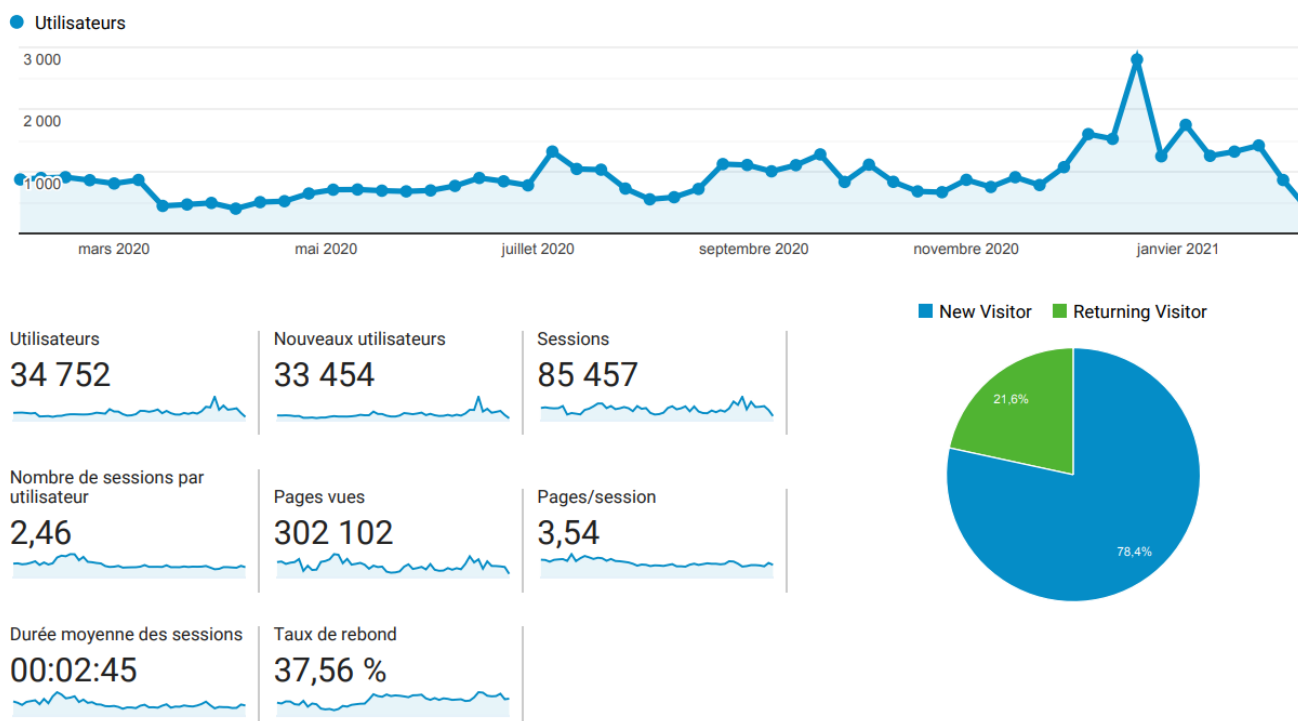 Utilisateurs
3 000
2 000
1 000
mars 2020
mai 2020
juillet 2020
septembre 2020
novembre 2020
janvier 2021
New Visitor
Returning Visitor
Utilisateurs
34 752
Nouveaux utilisateurs
33 454
Sessions
85 457
Nombre de sessions par
utilisateur
2,46
Pages vues
302 102
Pages/session
3,54
Durée moyenne des sessions
00:02:45
Taux de rebond
37,56 %
21,6%
78,4%